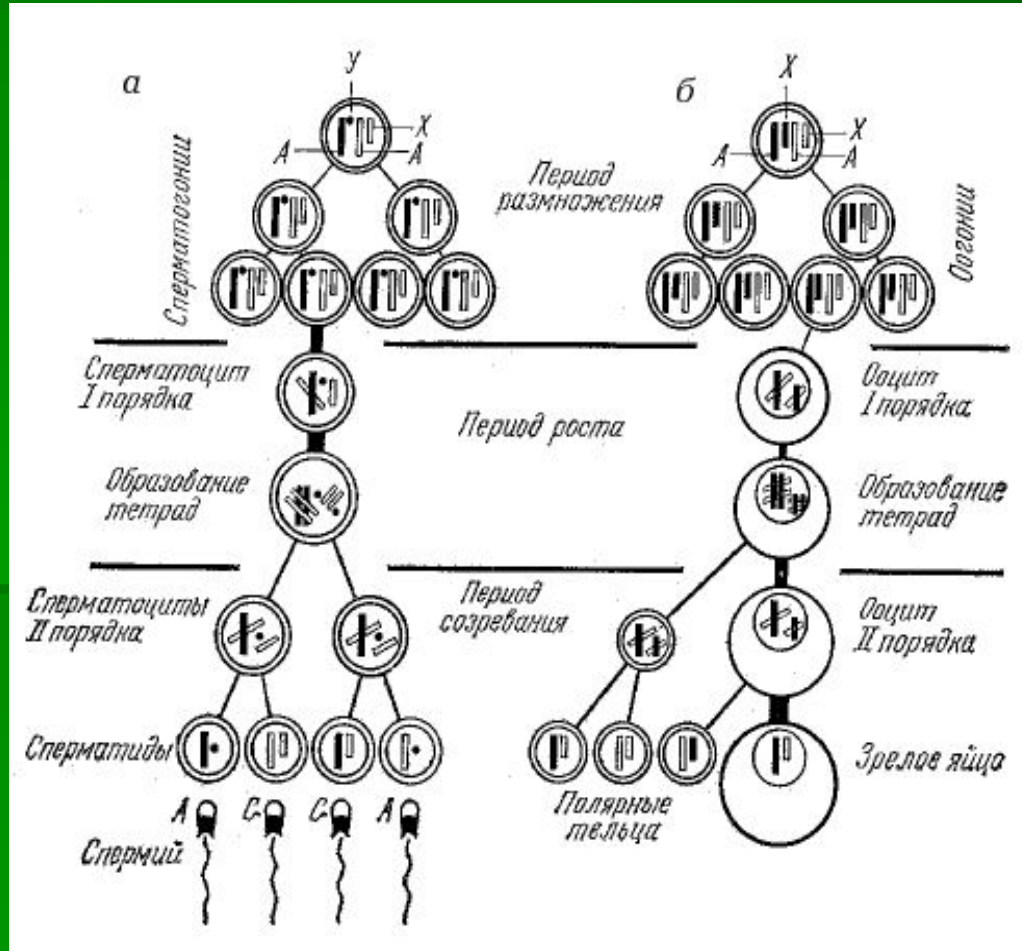 а
У
Х
А
А
Сперматогонии
Период
размножения
б
Х
Х
А
А
Оогонии
Сперматоцит
I порядка
Период роста
Ооцит
I порядка
Образование
тетрад
Образование
тетрад
Сперматоциты
II порядка
Период
созревания
Ооцит
II порядка
Сперматиды
Полярные
тельца
Зрелое яйцо
А
С
С
А
Спермий